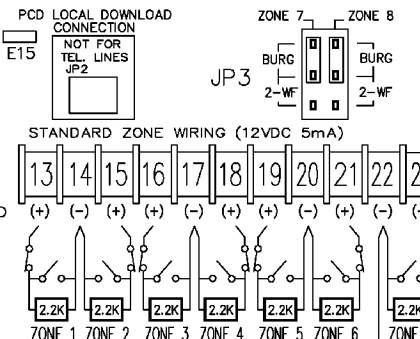 PCD LOCAL DOWNLOAD
CONNECTION
E15
NOT FOR
TEL. LINES
JP2
ZONE 7
ZONE 8
JP3
BURG
BURG
2-WF
2-WF
STANDARD ZONE WIRING (12VDC 5mA)
13 14 15 16 17 18 19 20 21 22
(+) (-) (+) (+) (-) (+) (+) (-) (+) (-)
2.2K 2.2K 2.2K 2.2K 2.2K 2.2K 2.2K
ZONE 1 ZONE 2 ZONE 3 ZONE 4 ZONE 5 ZONE 6 ZONE